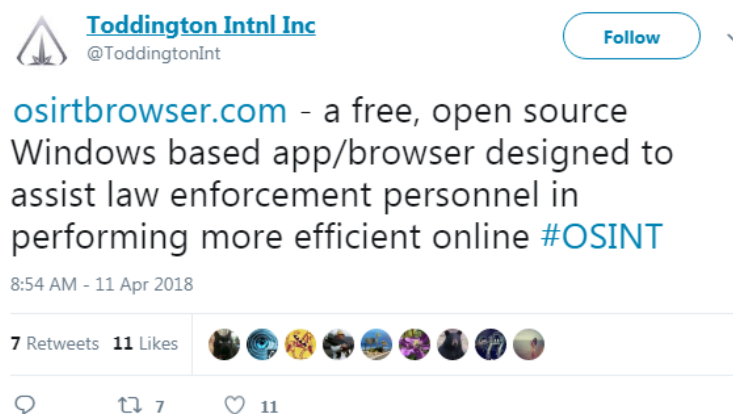 Toddington Intnl Inc
@ToddingtonInt
Follow
osirtbrowser.com - a free, open source
Windows based app/browser designed to
assist law enforcement personnel in
performing more efficient online #OSINT
8:54 AM - 11 Apr 2018
7 Retweets 11 Likes
7 11